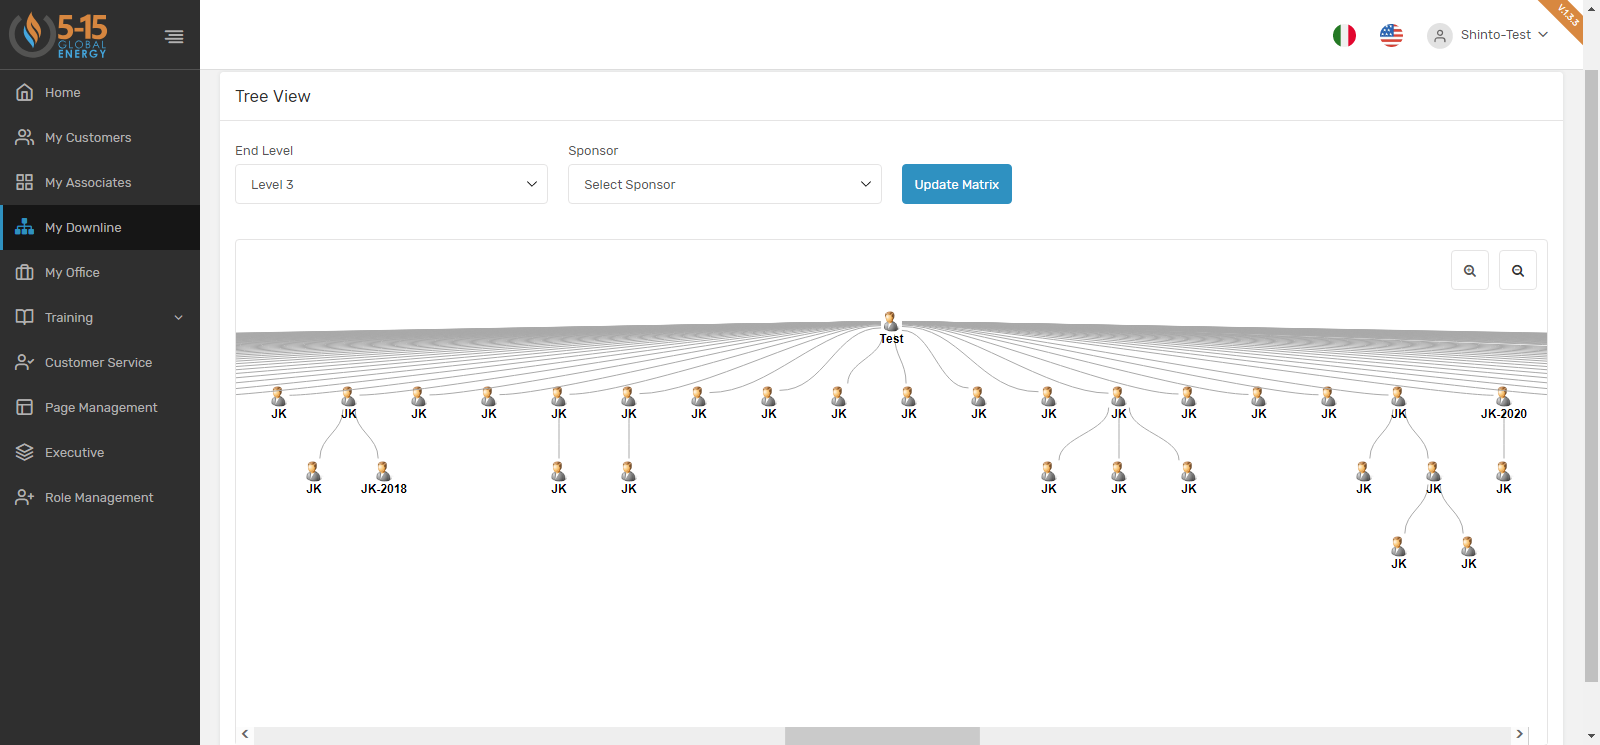 5-15
GLOBAL
ENERGY
V.1.3.3
Shinto-Test
Home
My Customers
My Associates
My Downline
My Office
Training
Customer Service
Page Management
Executive
Role Management
Tree View
End Level
Sponsor
Level 3
Select Sponsor
Update Matrix
Test
JK JK JK JK JK JK JK JK JK JK JK JK JK JK JK JK JK JK-2020
JK JK-2018 JK JK JK JK JK JK JK JK
JK JK